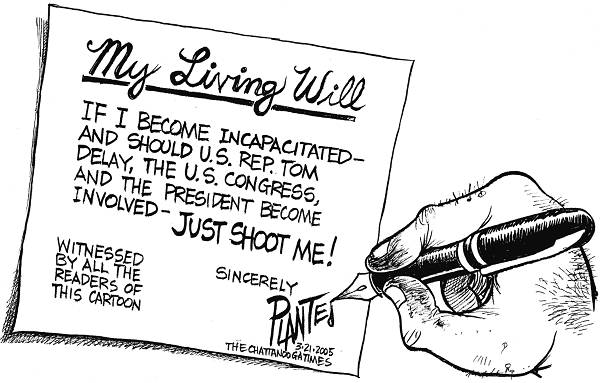 My Living Will
IF I BECOME INCAPACITATED-
AND SHOULD U.S. REP. TOM
DELAY, THE U.S. CONGRESS,
AND THE PRESIDENT BECOME
INVOLVED- JUST SHOOT ME!
WITNESSED
BY ALL THE
READERS OF
THIS CARTOON
SINCERELY
PLANTE
3-21-2005
THE CHATTANOOGA TIMES